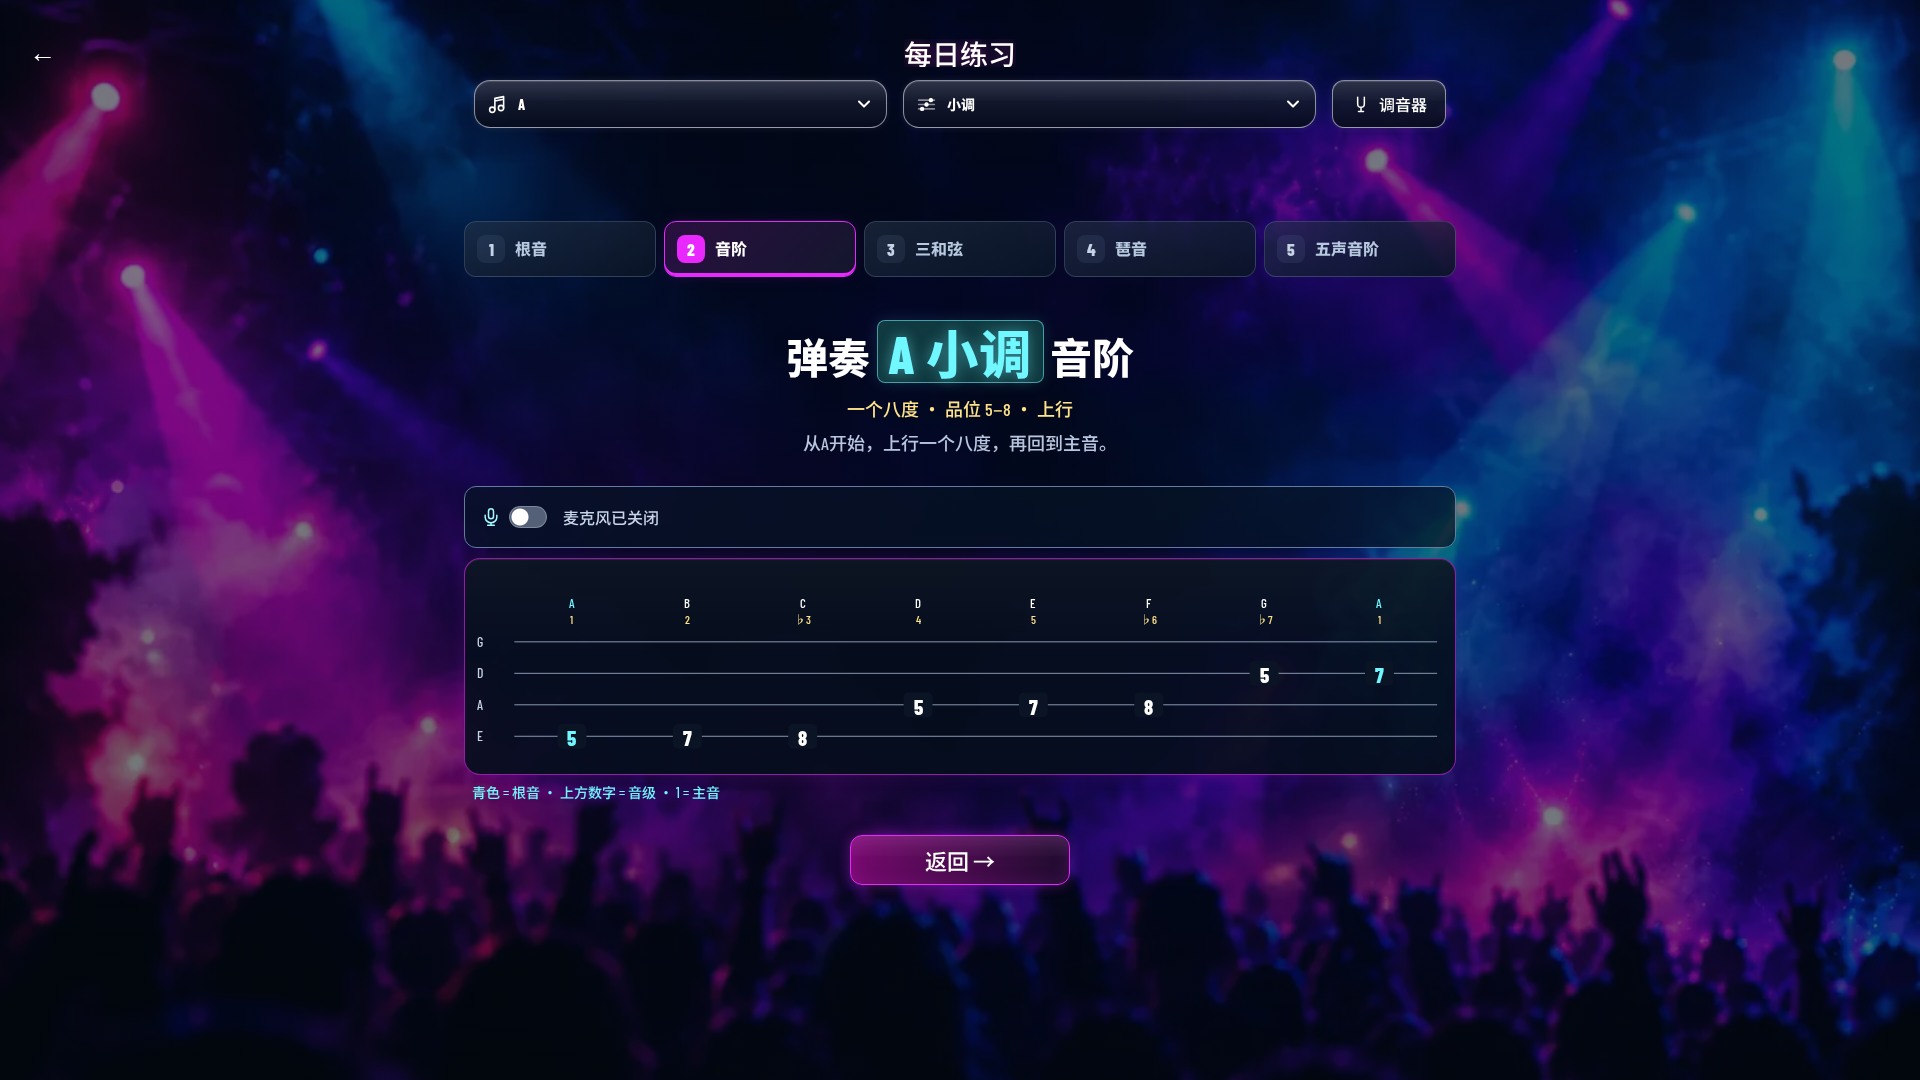 ←
每日练习
A
小调
调音器
1 根音
2 音阶
3 三和弦
4 琶音
5 五声音阶
弹奏 A 小调 音阶
一个八度 • 品位 5–8 • 上行
从A开始，上行一个八度，再回到主音。
麦克风已关闭
A B C D E F G A
1 2 ♭3 4 5 ♭6 ♭7 1
G
D 5 7
A 5 7 8
E 5 7 8
青色=根音 • 上方数字=音级 • 1=主音
返回→